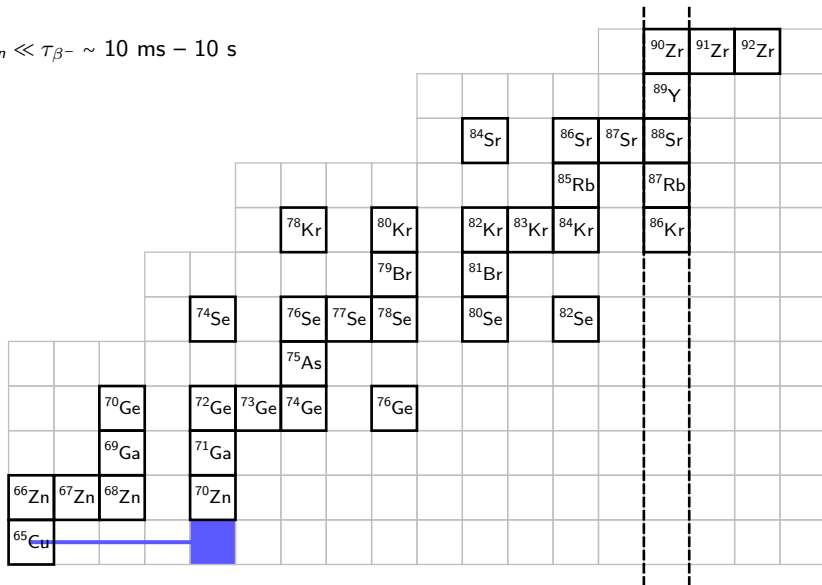 n ≪ τβ⁻ ~ 10 ms – 10 s
⁹⁰Zr ⁹¹Zr ⁹²Zr
⁸⁹Y
⁸⁴Sr ⁸⁶Sr ⁸⁷Sr ⁸⁸Sr
⁸⁵Rb ⁸⁷Rb
⁷⁸Kr ⁸⁰Kr ⁸²Kr ⁸³Kr ⁸⁴Kr ⁸⁶Kr
⁷⁹Br ⁸¹Br
⁷⁴Se ⁷⁶Se ⁷⁷Se ⁷⁸Se ⁸⁰Se ⁸²Se
⁷⁵As
⁷⁰Ge ⁷²Ge ⁷³Ge ⁷⁴Ge ⁷⁶Ge
⁶⁹Ga ⁷¹Ga
⁶⁶Zn ⁶⁷Zn ⁶⁸Zn ⁷⁰Zn
⁶⁵Cu